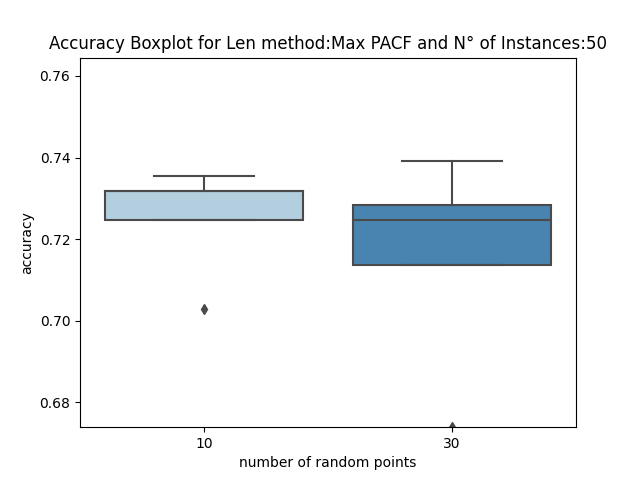 Accuracy Boxplot for Len method:Max PACF and N° of Instances:50
0.76
0.74
0.72
0.70
0.68
accuracy
10 30
number of random points